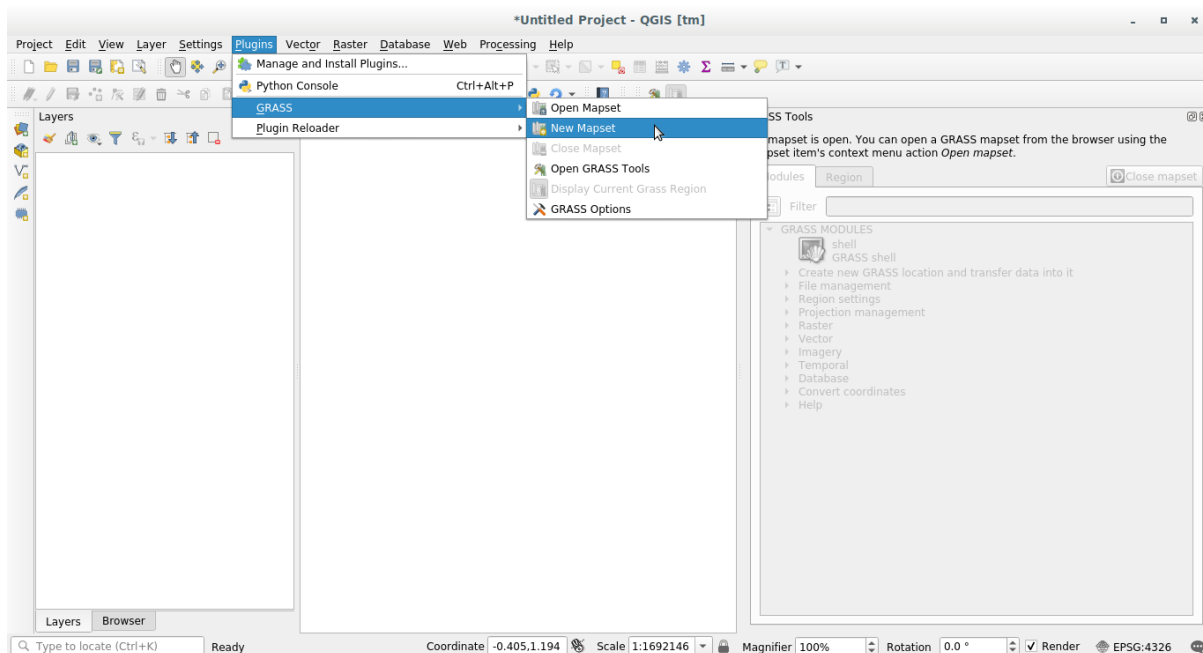 *Untitled Project - QGIS [tm]
Project Edit View Layer Settings Plugins Vector Raster Database Web Processing Help
Manage and Install Plugins...
Python Console Ctrl+Alt+P
GRASS
Plugin Reloader
Open Mapset
New Mapset
Close Mapset
Open GRASS Tools
Display Current Grass Region
GRASS Options
Layers
SS Tools
mapset is open. You can open a GRASS mapset from the browser using the
pset item's context menu action Open mapset.
odules Region Close mapset
Filter
GRASS MODULES
shell
GRASS shell
Create new GRASS location and transfer data into it
File management
Region settings
Projection management
Raster
Vector
Imagery
Temporal
Database
Convert coordinates
Help
Layers Browser
Type to locate (Ctrl+K) Ready Coordinate -0.405,1.194 Scale 1:1692146 Magnifier 100% Rotation 0.0 ° Render EPSG:4326